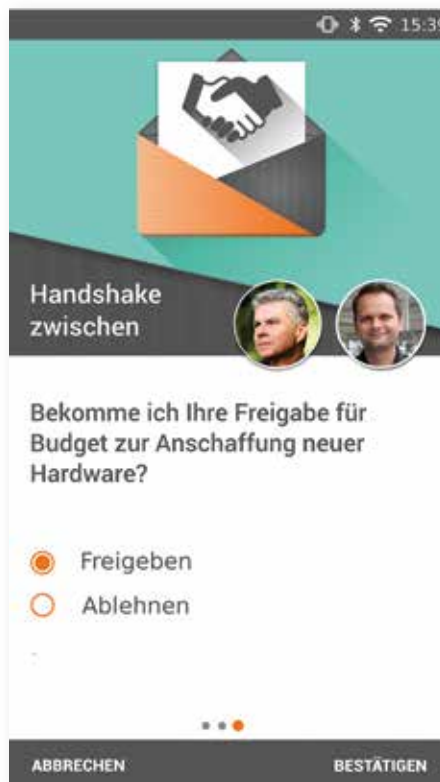 15:39
Handshake
zwischen
Bekomme ich Ihre Freigabe für
Budget zur Anschaffung neuer
Hardware?
Freigeben
Ablehnen
ABBRECHEN
BESTÄTIGEN